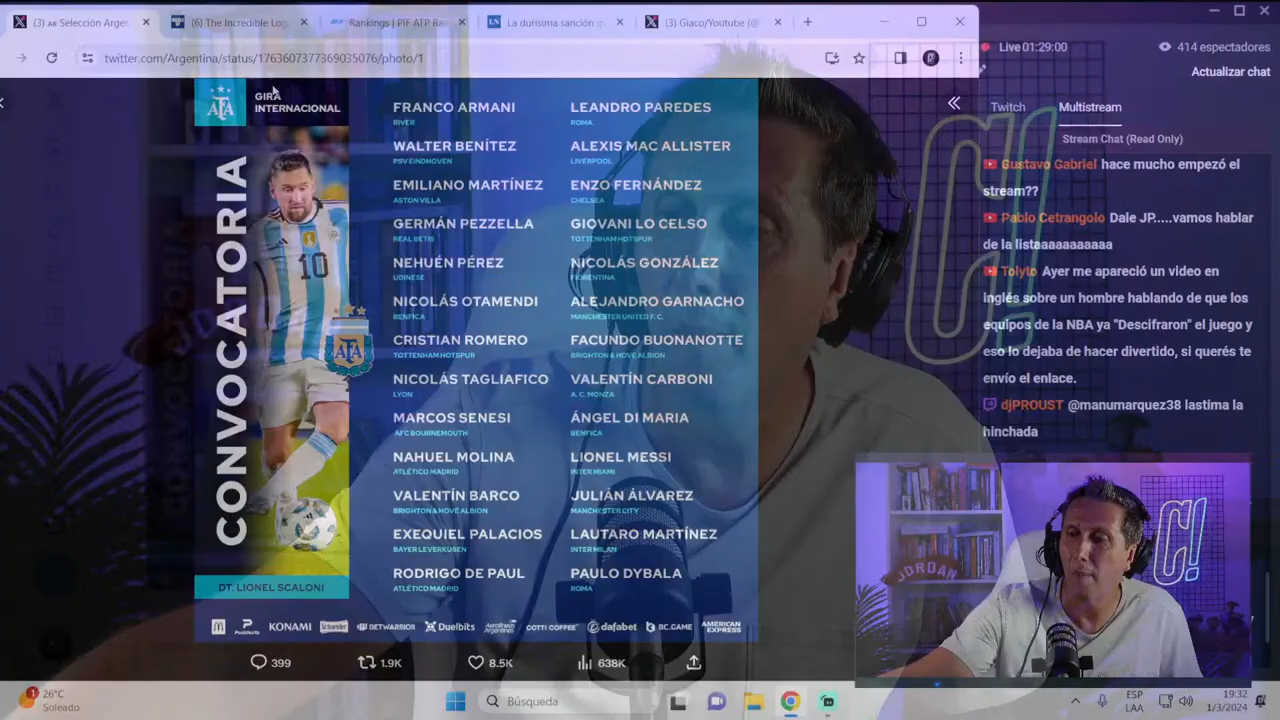 Selección Argen
(6) The Incredible Log
Rankings | PIF ATP Ra
La durísima sanción
(3) Giaco/Youtube (@
Live 01:29:00
414 espectadores
twitter.com/Argentina/status/1763607377369035076/photo/1
Actualizar chat
AFA
GIRA
INTERNACIONAL
CONVOCATORIA
10
AFA
DT. LIONEL SCALONI
FRANCO ARMANI
RIVER
WALTER BENÍTEZ
PSV EINDHOVEN
EMILIANO MARTÍNEZ
ASTON VILLA
GERMÁN PEZZELLA
REAL BETIS
NEHUÉN PÉREZ
UDINESE
NICOLÁS OTAMENDI
BENFICA
CRISTIAN ROMERO
TOTTENHAM HOTSPUR
NICOLÁS TAGLIAFICO
LYON
MARCOS SENESI
AFC BOURNEMOUTH
NAHUEL MOLINA
ATLÉTICO MADRID
VALENTÍN BARCO
BRIGHTON & HOVE ALBION
EXEQUIEL PALACIOS
BAYER LEVERKUSEN
RODRIGO DE PAUL
ATLÉTICO MADRID
LEANDRO PAREDES
ROMA
ALEXIS MAC ALLISTER
LIVERPOOL
ENZO FERNÁNDEZ
CHELSEA
GIOVANI LO CELSO
TOTTENHAM HOTSPUR
NICOLÁS GONZÁLEZ
FIORENTINA
ALEJANDRO GARNACHO
MANCHESTER UNITED F. C.
FACUNDO BUONANOTTE
BRIGHTON & HOVE ALBION
VALENTÍN CARBONI
A. C. MONZA
ÁNGEL DI MARIA
BENFICA
LIONEL MESSI
INTER MIAMI
JULIÁN ÁLVAREZ
MANCHESTER CITY
LAUTARO MARTÍNEZ
INTER MILAN
PAULO DYBALA
ROMA
KONAMI BETWARRIOR Duelbits Aerolíneas Argentinas COTTI COFFEE dafabet BC.GAME AMERICAN EXPRESS
399 1.9K 8.5K 638K
Twitch Multistream
Stream Chat (Read Only)
Gustavo Gabriel hace mucho empezó el
stream??
Pablo Cetrangolo Dale JP.....vamos hablar
de la listaaaaaaaaaaa
Tolyto Ayer me apareció un video en
inglés sobre un hombre hablando de que los
equipos de la NBA ya "Descifraron" el juego y
eso lo dejaba de hacer divertido, si querés te
envío el enlace.
djPROUST @manumarquez38 lastima la
hinchada
JORDAN
C!
1
26°C
Soleado
Búsqueda
ESP
LAA
19:32
1/3/2024